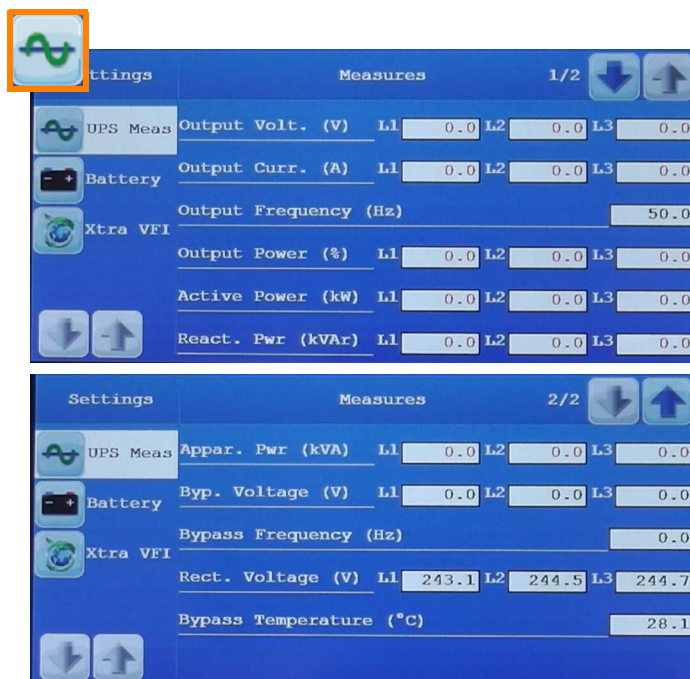 ttings Measures 1/2
UPS Meas Output Volt. (V) L1 0.0 L2 0.0 L3 0.0
Battery Output Curr. (A) L1 0.0 L2 0.0 L3 0.0
Output Frequency (Hz) 50.0
Xtra VFI
Output Power (%) L1 0.0 L2 0.0 L3 0.0
Active Power (kW) L1 0.0 L2 0.0 L3 0.0
React. Pwr (kVAr) L1 0.0 L2 0.0 L3 0.0
Settings Measures 2/2
UPS Meas Appar. Pwr (kVA) L1 0.0 L2 0.0 L3 0.0
Battery Byp. Voltage (V) L1 0.0 L2 0.0 L3 0.0
Bypass Frequency (Hz) 0.0
Xtra VFI
Rect. Voltage (V) L1 243.1 L2 244.5 L3 244.7
Bypass Temperature (°C) 28.1